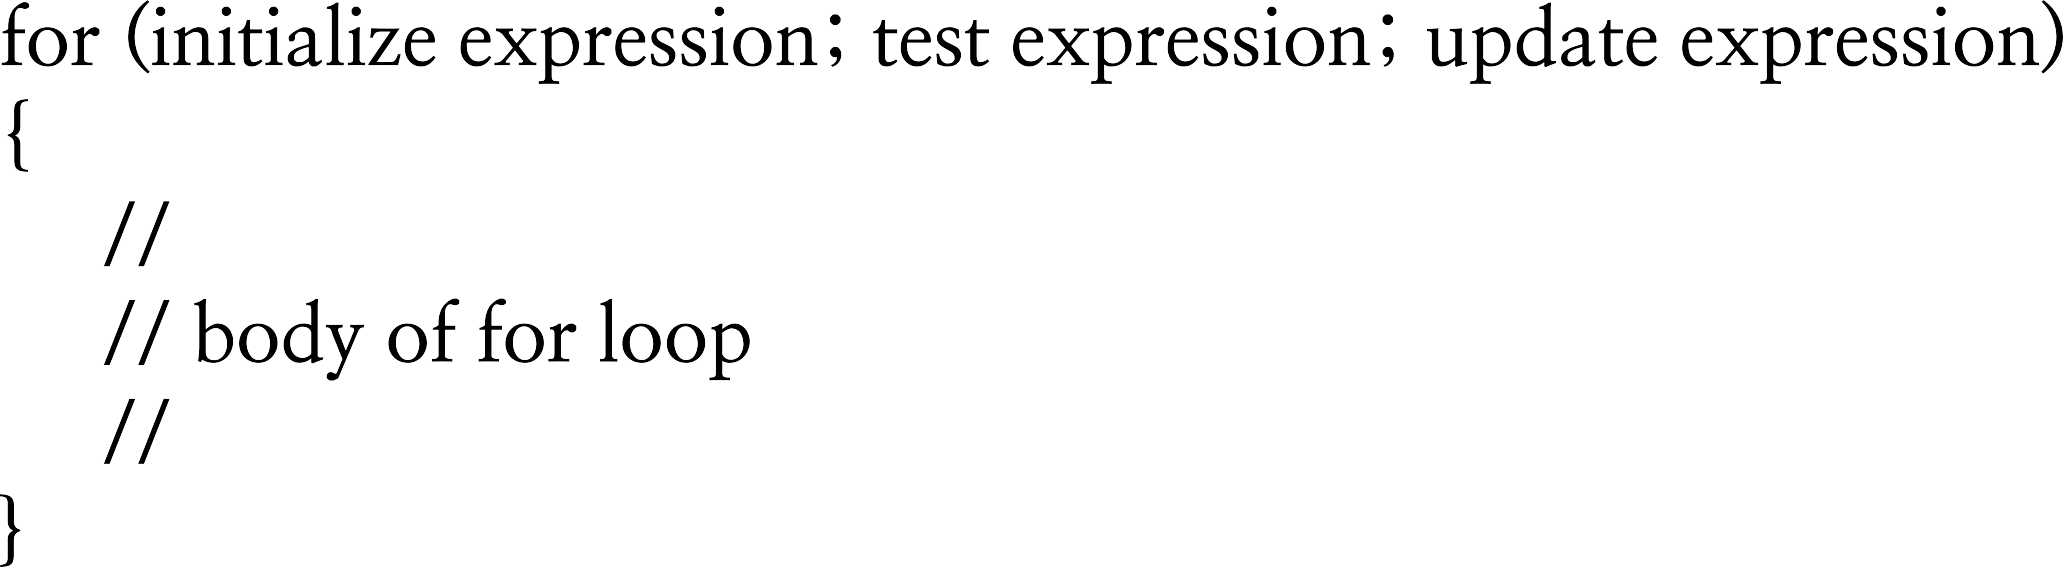 for (initialize expression; test expression; update expression)
{
//
// body of for loop
//
}